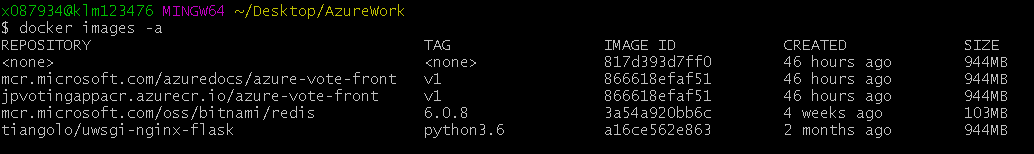 x087934@klm123476 MINGW64 ~/Desktop/AzureWork
$ docker images -a
REPOSITORY TAG IMAGE ID CREATED SIZE
<none> <none> 817d393d7ff0 46 hours ago 944MB
mcr.microsoft.com/azuredocs/azure-vote-front v1 866618efaf51 46 hours ago 944MB
jpvotingappacr.azurecr.io/azure-vote-front v1 866618efaf51 46 hours ago 944MB
mcr.microsoft.com/oss/bitnami/redis 6.0.8 3a54a920bb6c 4 weeks ago 103MB
tiangolo/uwsgi-nginx-flask python3.6 a16ce562e863 2 months ago 944MB